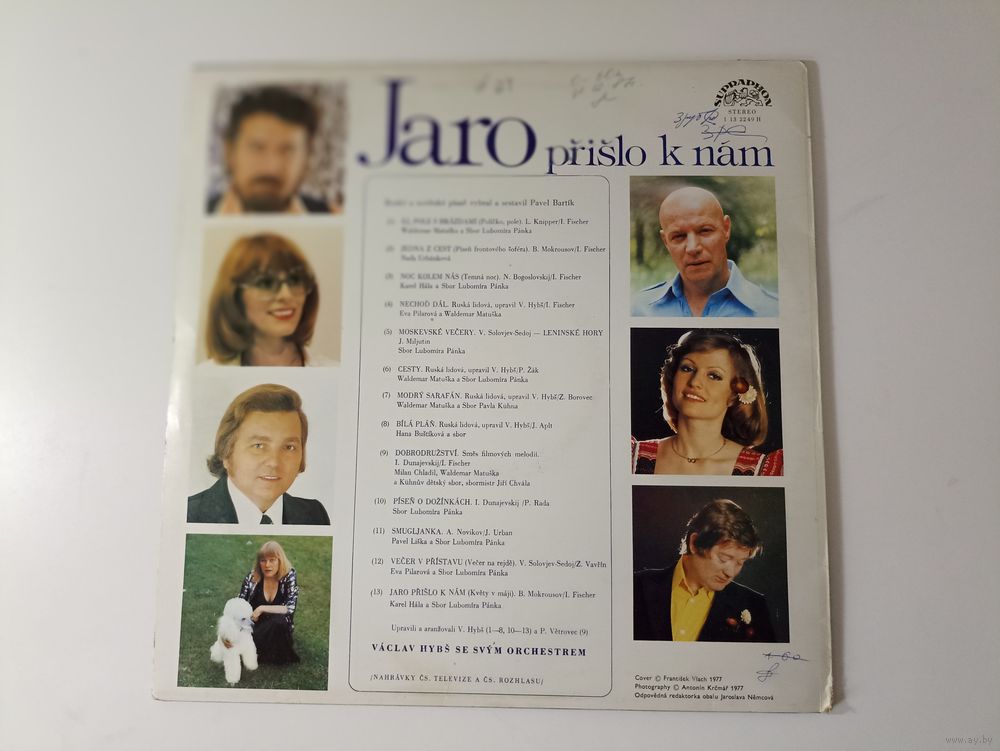 Jaro přišlo k nám
SUPRAPHON
STEREO
1 13 2249 H
písně vybral a sestavil Pavel Bartík
(1) POLE S BRÁZDAMI (Políčko, pole). L. Knipper/I. Fischer
Waldemar Matuška a Sbor Lubomíra Pánka
(2) JEDNA Z CEST (Píseň frontového šoféra). B. Mokrousov/I. Fischer
Naďa Urbánková
(3) NOC KOLEM NÁS (Temná noc). N. Bogoslovskij/I. Fischer
Karel Hála a Sbor Lubomíra Pánka
(4) NECHOĎ DÁL. Ruská lidová, upravil V. Hybš/I. Fischer
Eva Pilarová a Waldemar Matuška
(5) MOSKEVSKÉ VEČERY. V. Solovjev-Sedoj — LENINSKÉ HORY
J. Miljutin
Sbor Lubomíra Pánka
(6) CESTY. Ruská lidová, upravil V. Hybš/P. Žák
Waldemar Matuška a Sbor Lubomíra Pánka
(7) MODRÝ SARAFÁN. Ruská lidová, upravil V. Hybš/Z. Borovec
Waldemar Matuška a Sbor Pavla Kühna
(8) BÍLÁ PLÁŇ. Ruská lidová, upravil V. Hybš/J. Aplt
Hana Buštíková a sbor
(9) DOBRODRUŽSTVÍ. Směs filmových melodií.
I. Dunajevskij/I. Fischer
Milan Chladil, Waldemar Matuška
a Kühnův dětský sbor, sbormistr Jiří Chvála
(10) PÍSEŇ O DOŽÍNKÁCH. I. Dunajevskij /P. Rada
Sbor Lubomíra Pánka
(11) SMUGLJANKA. A. Novikov/J. Urban
Pavel Liška a Sbor Lubomíra Pánka
(12) VEČER V PŘÍSTAVU (Večer na rejdě). V. Solovjev-Sedoj/Z. Vavřín
Eva Pilarová a Sbor Lubomíra Pánka
(13) JARO PŘIŠLO K NÁM (Květy v máji). B. Mokrousov/I. Fischer
Karel Hála a Sbor Lubomíra Pánka
Upravili a aranžovali V. Hybš (1—8, 10—13) a P. Větrovec (9)
VÁCLAV HYBŠ SE SVÝM ORCHESTREM
/NAHRÁVKY ČS. TELEVIZE A ČS. ROZHLASU/
Cover © František Vlach 1977
Photography © Antonín Krčmář 1977
Odpovědná redaktorka obalu Jaroslava Němcová
www.ay.by